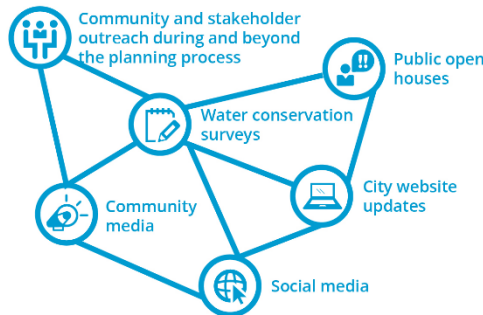 Community and stakeholder
outreach during and beyond
the planning process
Public open
houses
Water conservation
surveys
City website
updates
Community
media
Social media